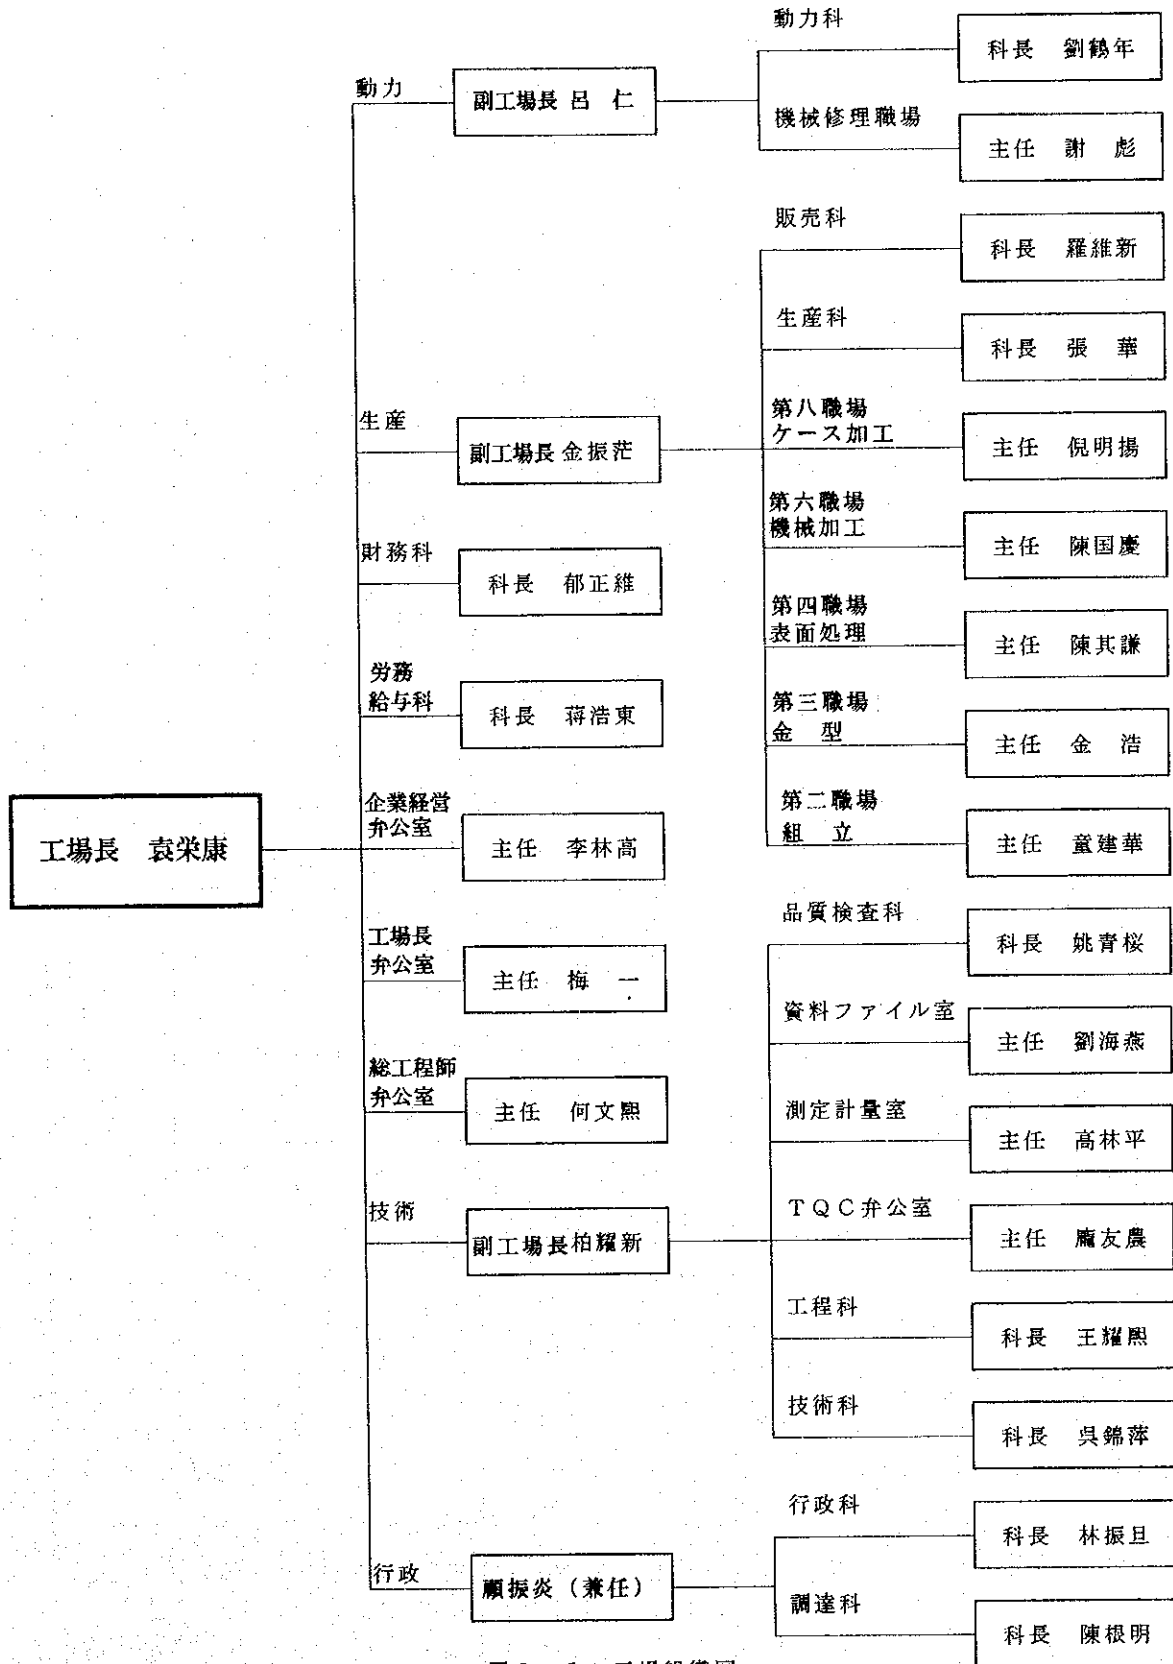 動力科
科長 劉鶴年
動力
副工場長 呂 仁
機械修理職場
主任 謝 彪
販売科
科長 羅維新
生産科
科長 張 華
生産
副工場長 金振茫
第八職場
ケース加工
主任 倪明揚
第六職場
機械加工
主任 陳国慶
財務科
科長 郁正維
第四職場
表面処理
主任 陳其謙
労務
給与科
科長 蒋浩東
第三職場
金 型
主任 金 浩
企業経営
弁公室
主任 李林高
工場長 袁栄康
第二職場
組 立
主任 童建華
品質検査科
科長 姚青桜
工場長
弁公室
主任 梅 一
資料ファイル室
主任 劉海燕
総工程師
弁公室
主任 何文熙
測定計量室
主任 高林平
技術
副工場長 柏耀新
TQC弁公室
主任 龐友農
工程科
科長 王耀熙
技術科
科長 呉錦萍
行政科
科長 林振旦
行政
顧振炎(兼任)
調達科
科長 陳根明